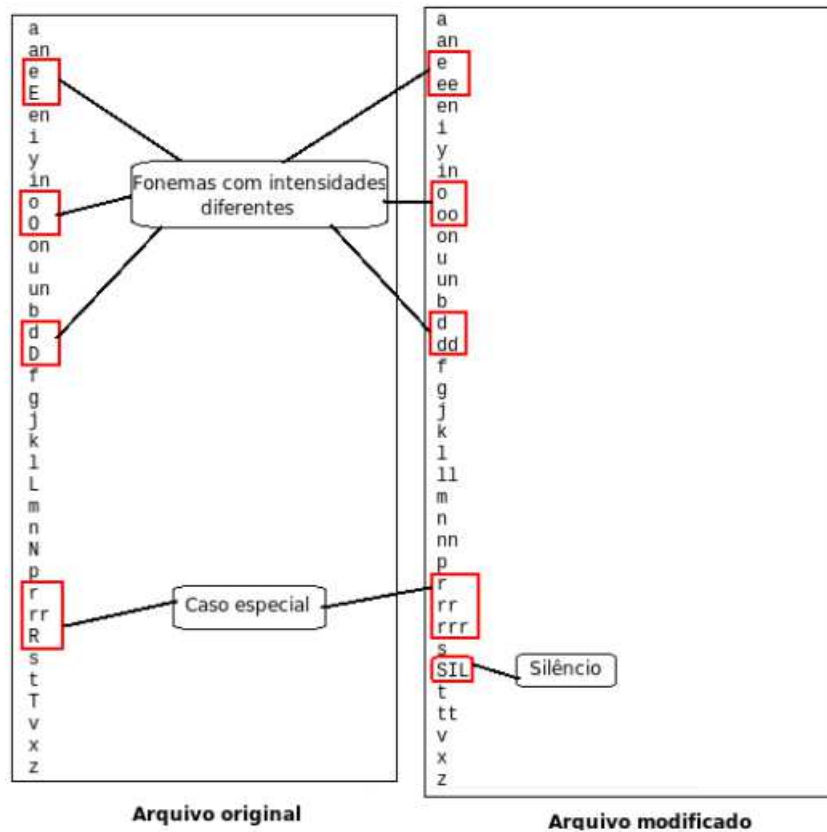 a
an
e
E
en
i
y
in
o
O
on
u
un
b
d
D
f
g
j
k
l
L
m
n
N
p
r
rr
R
s
t
T
v
x
z
Arquivo original
Fonemas com intensidades
diferentes
Caso especial
a
an
e
ee
en
i
y
in
o
oo
on
u
un
b
d
dd
f
g
j
k
l
ll
m
n
nn
p
r
rr
rrr
s
SIL
t
tt
v
x
z
Silêncio
Arquivo modificado